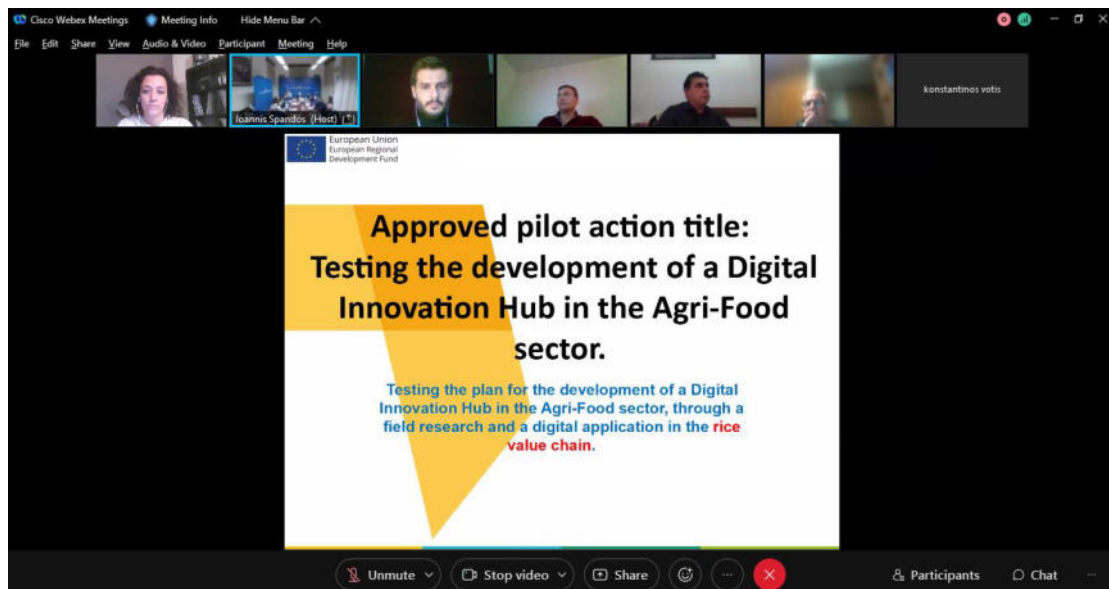 Cisco Webex Meetings Meeting Info Hide Menu Bar
File Edit Share View Audio & Video Participant Meeting Help
Ioannis Spandos (Host)
konstantinos votis
European Union
European Regional
Development Fund
Approved pilot action title:
Testing the development of a Digital
Innovation Hub in the Agri-Food
sector.
Testing the plan for the development of a Digital
Innovation Hub in the Agri-Food sector, through a
field research and a digital application in the rice
value chain.
Unmute Stop video Share Participants Chat